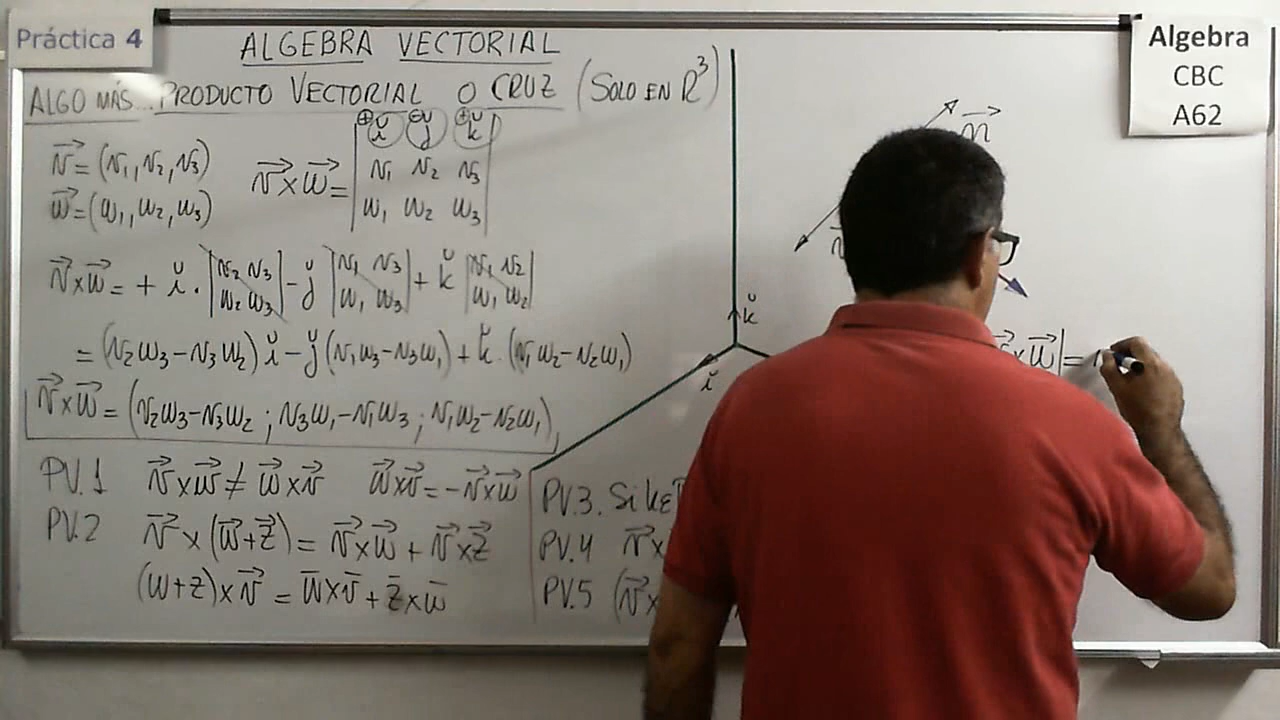 Práctica 4
ALGEBRA VECTORIAL
Algebra
CBC
A62
ALGO MÁS... PRODUCTO VECTORIAL O CRUZ (SOLO EN R³)
v⃗ = (v₁, v₂, v₃)
w⃗ = (w₁, w₂, w₃)
v⃗ x w⃗ = | ⊕ǐ ⊖ǰ ⊕ǩ |
| v₁ v₂ v₃ |
| w₁ w₂ w₃ |
v⃗ x w⃗ = + ǐ . |v₂ v₃| - ǰ |v₁ v₃| + ǩ |v₁ v₂|
|w₂ w₃| |w₁ w₃| |w₁ w₂|
= (v₂w₃ - v₃w₂) ǐ - ǰ (v₁w₃ - v₃w₁) + ǩ . (v₁w₂ - v₂w₁)
v⃗ x w⃗ = (v₂w₃ - v₃w₂ ; v₃w₁ - v₁w₃ ; v₁w₂ - v₂w₁)
PV.1 v⃗ x w⃗ ≠ w⃗ x v⃗ w⃗ x v⃗ = - v⃗ x w⃗
PV.2 v⃗ x (w⃗ + z⃗) = v⃗ x w⃗ + v⃗ x z⃗
(w + z) x v⃗ = w̄ x v̄ + z̄ x w̄
n⃗
ǩ
ǐ
x w⃗| =
PV.3. Si k∈
PV.4 v⃗ x
PV.5 (v⃗ x